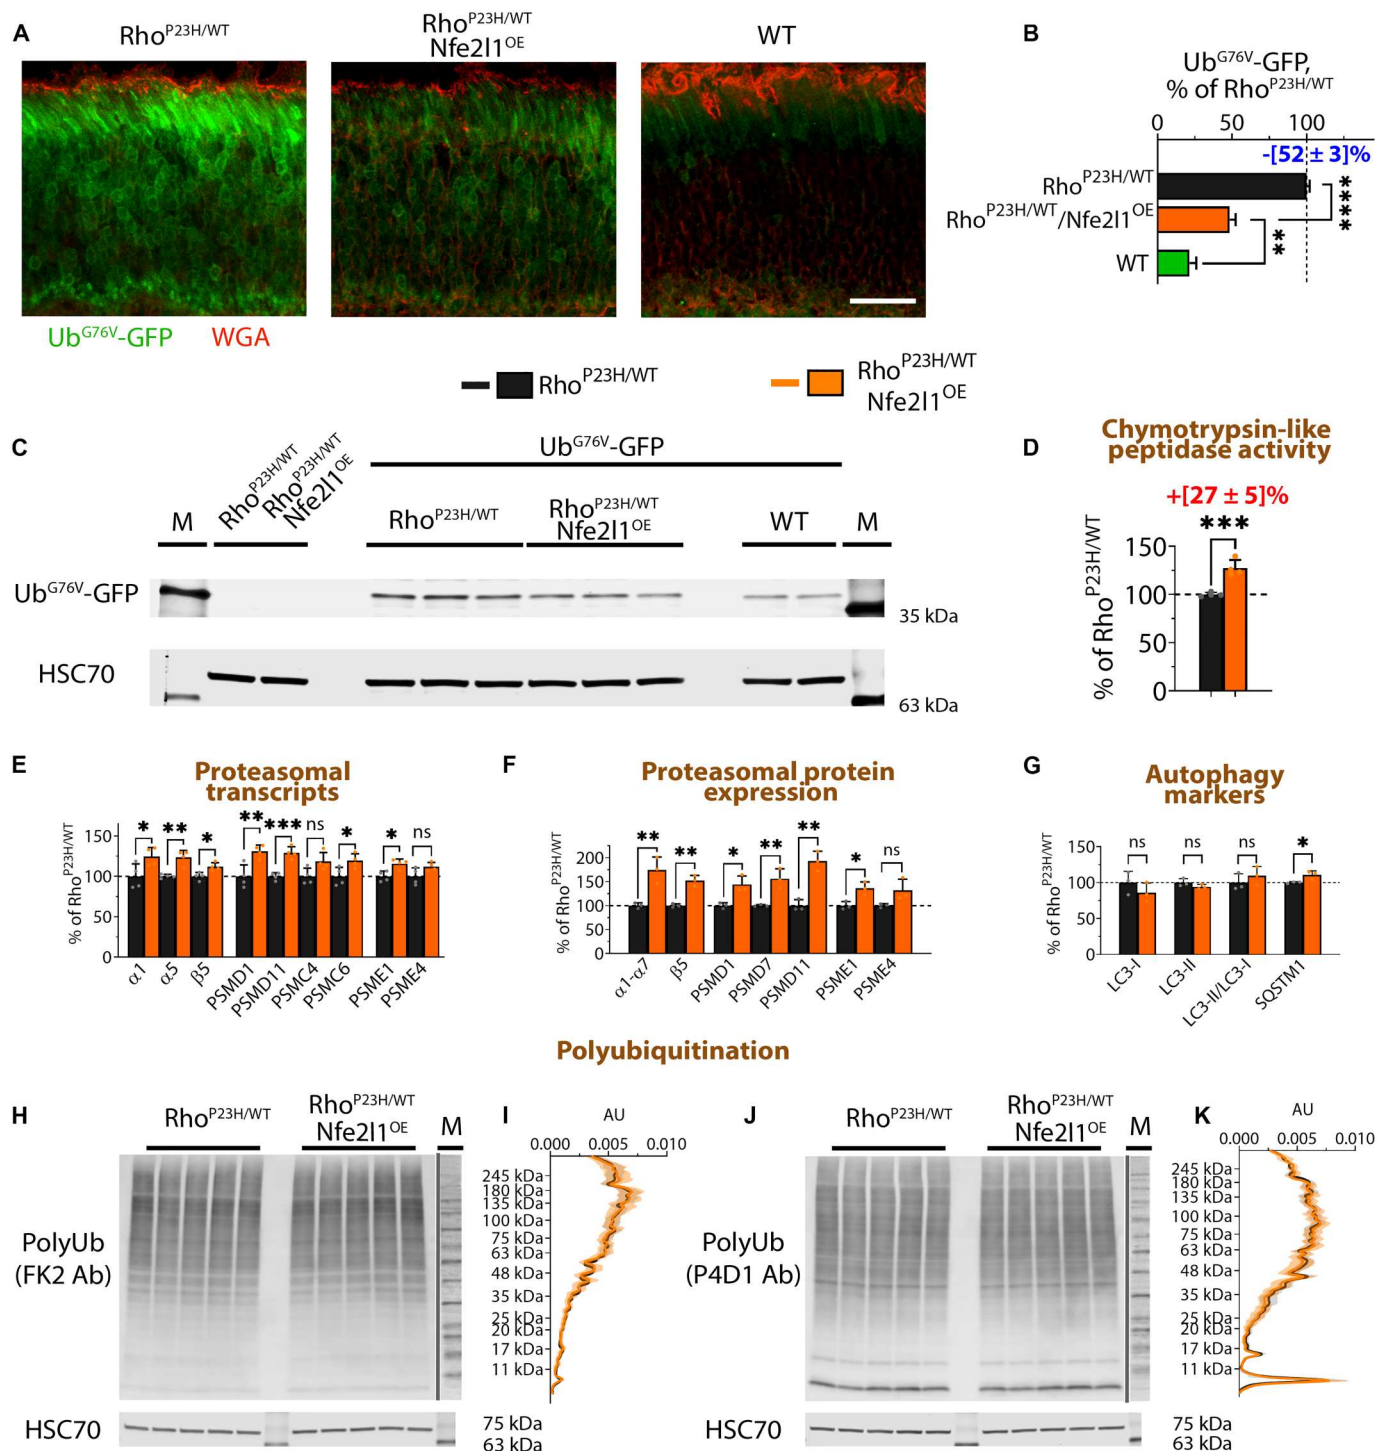 A
Rho^P23H/WT
Rho^P23H/WT
Nfe2l1^OE
WT
Ub^G76V-GFP WGA
B
Ub^G76V-GFP,
% of Rho^P23H/WT
0 50 100
-[52 ± 3]%
Rho^P23H/WT
Rho^P23H/WT/Nfe2l1^OE
WT
****
**
Rho^P23H/WT
Rho^P23H/WT
Nfe2l1^OE
C
Ub^G76V-GFP
M
Rho^P23H/WT
Rho^P23H/WT
Nfe2l1^OE
Rho^P23H/WT
Rho^P23H/WT
Nfe2l1^OE
WT
M
Ub^G76V-GFP
35 kDa
HSC70
63 kDa
D
Chymotrypsin-like
peptidase activity
+[27 ± 5]%
***
% of Rho^P23H/WT
150
100
50
0
E
Proteasomal
transcripts
% of Rho^P23H/WT
150
100
50
0
* ** * ** *** ns * * ns
α1 α5 β5 PSMD1 PSMD11 PSMC4 PSMC6 PSME1 PSME4
F
Proteasomal protein
expression
% of Rho^P23H/WT
200
150
100
50
0
** ** * ** ** * ns
α1-α7 β5 PSMD1 PSMD7 PSMD11 PSME1 PSME4
G
Autophagy
markers
% of Rho^P23H/WT
150
100
50
0
ns ns ns *
LC3-I LC3-II LC3-II/LC3-I SQSTM1
Polyubiquitination
H
Rho^P23H/WT
Rho^P23H/WT
Nfe2l1^OE
M
PolyUb
(FK2 Ab)
HSC70
I
AU
0.000 0.005 0.010
245 kDa
180 kDa
135 kDa
100 kDa
75 kDa
63 kDa
48 kDa
35 kDa
25 kDa
20 kDa
17 kDa
11 kDa
75 kDa
63 kDa
J
Rho^P23H/WT
Rho^P23H/WT
Nfe2l1^OE
M
PolyUb
(P4D1 Ab)
HSC70
K
AU
0.000 0.005 0.010
245 kDa
180 kDa
135 kDa
100 kDa
75 kDa
63 kDa
48 kDa
35 kDa
25 kDa
20 kDa
17 kDa
11 kDa
75 kDa
63 kDa